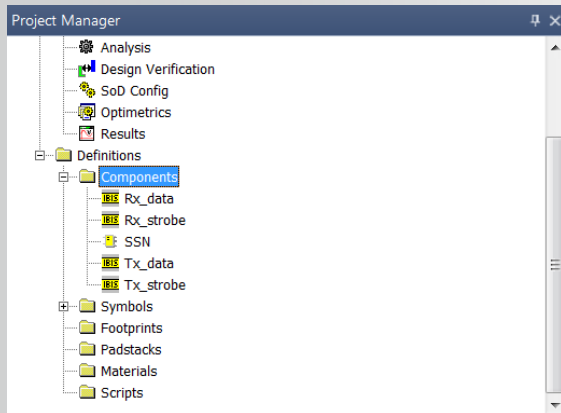 Project Manager
Analysis
Design Verification
SoD Config
Optimetrics
Results
Definitions
Components
IBIS Rx_data
IBIS Rx_strobe
SSN
IBIS Tx_data
IBIS Tx_strobe
Symbols
Footprints
Padstacks
Materials
Scripts